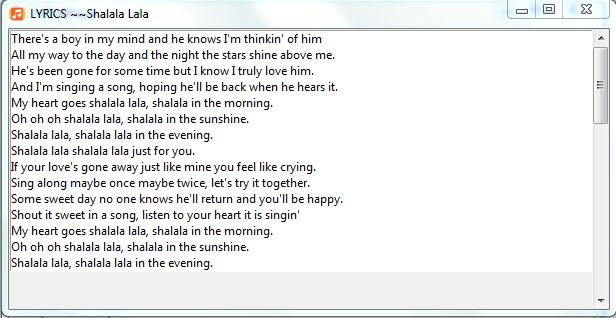 LYRICS ~~Shalala Lala
There's a boy in my mind and he knows I'm thinkin' of him
All my way to the day and the night the stars shine above me.
He's been gone for some time but I know I truly love him.
And I'm singing a song, hoping he'll be back when he hears it.
My heart goes shalala lala, shalala in the morning.
Oh oh oh shalala lala, shalala in the sunshine.
Shalala lala, shalala lala in the evening.
Shalala lala shalala lala just for you.
If your love's gone away just like mine you feel like crying.
Sing along maybe once maybe twice, let's try it together.
Some sweet day no one knows he'll return and you'll be happy.
Shout it sweet in a song, listen to your heart it is singin'
My heart goes shalala lala, shalala in the morning.
Oh oh oh shalala lala, shalala in the sunshine.
Shalala lala, shalala lala in the evening.